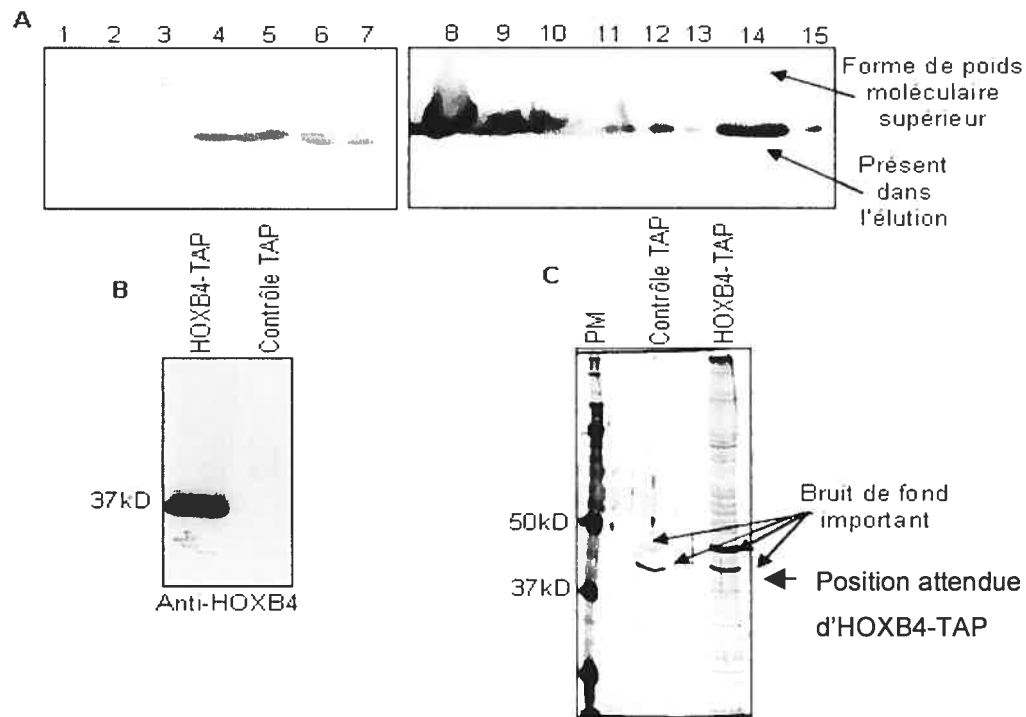 A
1 2 3 4 5 6 7 8 9 10 11 12 13 14 15
Forme de poids
moléculaire
supérieur
Présent
dans
l'élution
B
HOXB4-TAP
Contrôle TAP
37kD
Anti-HOXB4
C
PM
Contrôle TAP
HOXB4-TAP
50kD
37kD
Bruit de fond
important
Position attendue
d'HOXB4-TAP